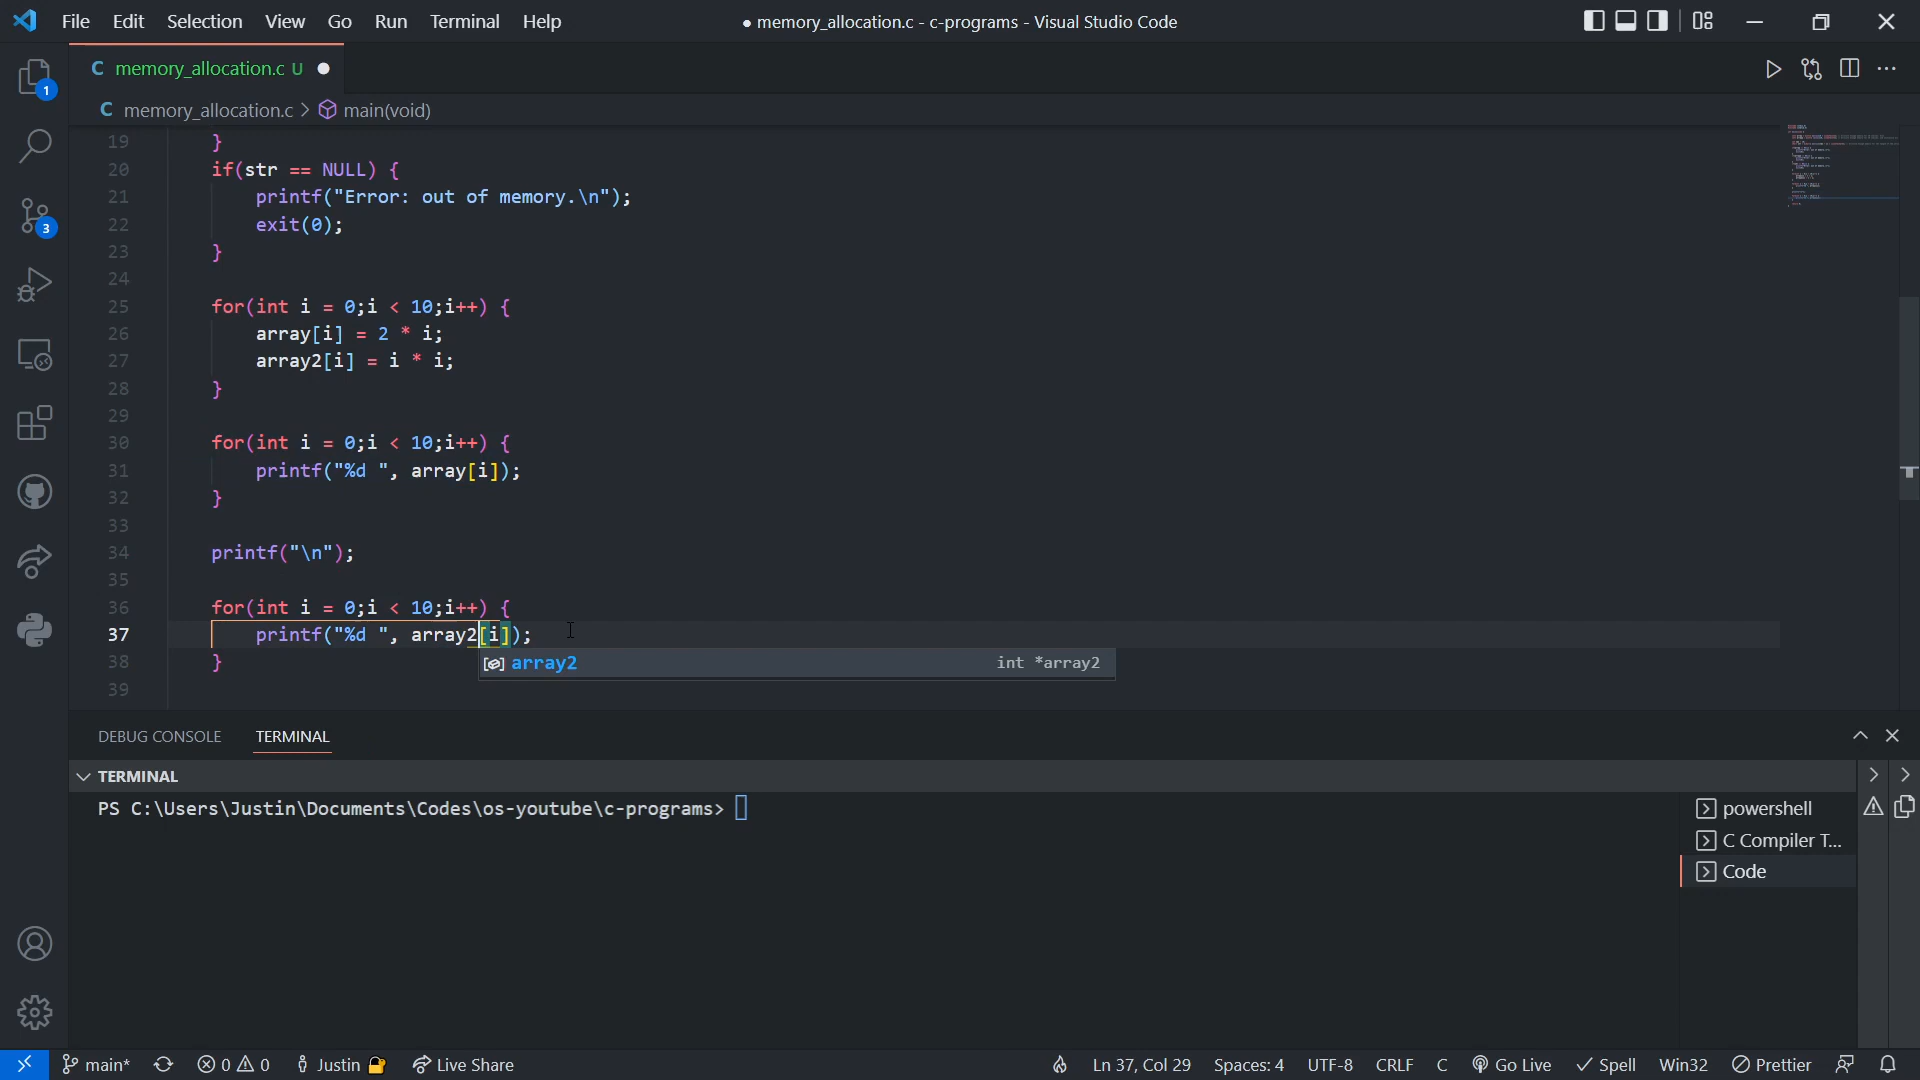 File Edit Selection View Go Run Terminal Help
● memory_allocation.c - c-programs - Visual Studio Code
C memory_allocation.c U ●
C memory_allocation.c > main(void)
19 }
20 if(str == NULL) {
21 printf("Error: out of memory.\n");
22 exit(0);
23 }
24
25 for(int i = 0;i < 10;i++) {
26 array[i] = 2 * i;
27 array2[i] = i * i;
28 }
29
30 for(int i = 0;i < 10;i++) {
31 printf("%d ", array[i]);
32 }
33
34 printf("\n");
35
36 for(int i = 0;i < 10;i++) {
37 printf("%d ", array2[i]);
38 }
array2 int *array2
39
1
3
DEBUG CONSOLE TERMINAL
TERMINAL
PS C:\Users\Justin\Documents\Codes\os-youtube\c-programs>
powershell
C Compiler T...
Code
main* 0 0 Justin Live Share Ln 37, Col 29 Spaces: 4 UTF-8 CRLF C Go Live Spell Win32 Prettier